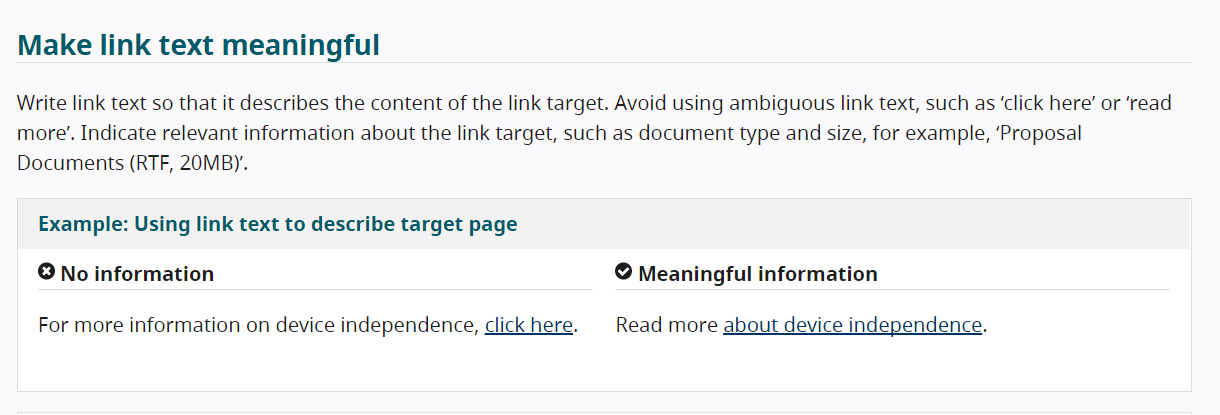 Make link text meaningful
Write link text so that it describes the content of the link target. Avoid using ambiguous link text, such as ‘click here’ or ‘read
more’. Indicate relevant information about the link target, such as document type and size, for example, ‘Proposal
Documents (RTF, 20MB)’.
Example: Using link text to describe target page
No information
For more information on device independence, click here.
Meaningful information
Read more about device independence.